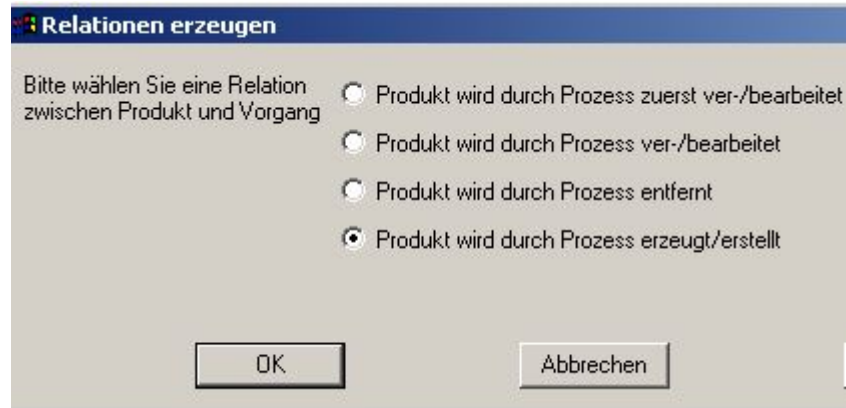 Relationen erzeugen
Bitte wählen Sie eine Relation
zwischen Produkt und Vorgang
Produkt wird durch Prozess zuerst ver-/bearbeitet
Produkt wird durch Prozess ver-/bearbeitet
Produkt wird durch Prozess entfernt
Produkt wird durch Prozess erzeugt/erstellt
OK
Abbrechen